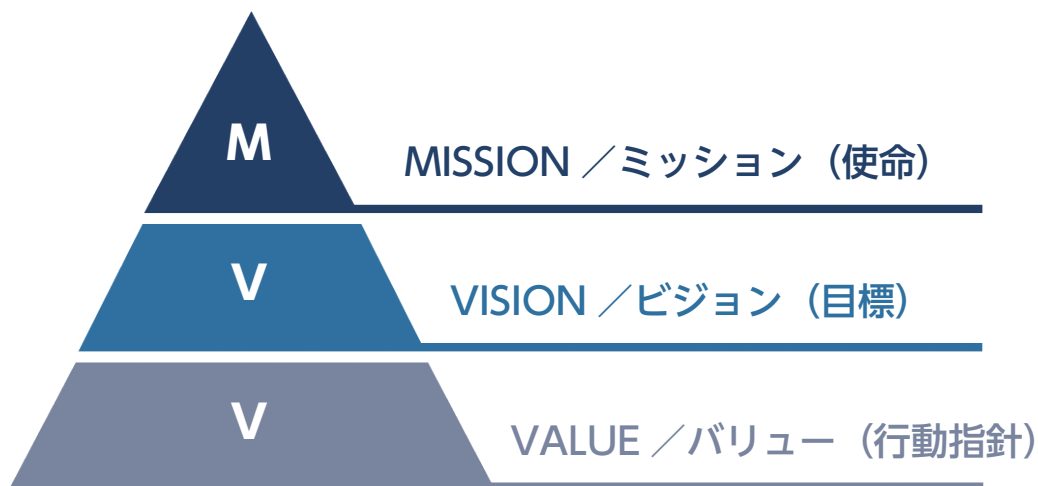 M
MISSION ／ミッション（使命）
V
VISION ／ビジョン（目標）
V
VALUE ／バリュー（行動指針）